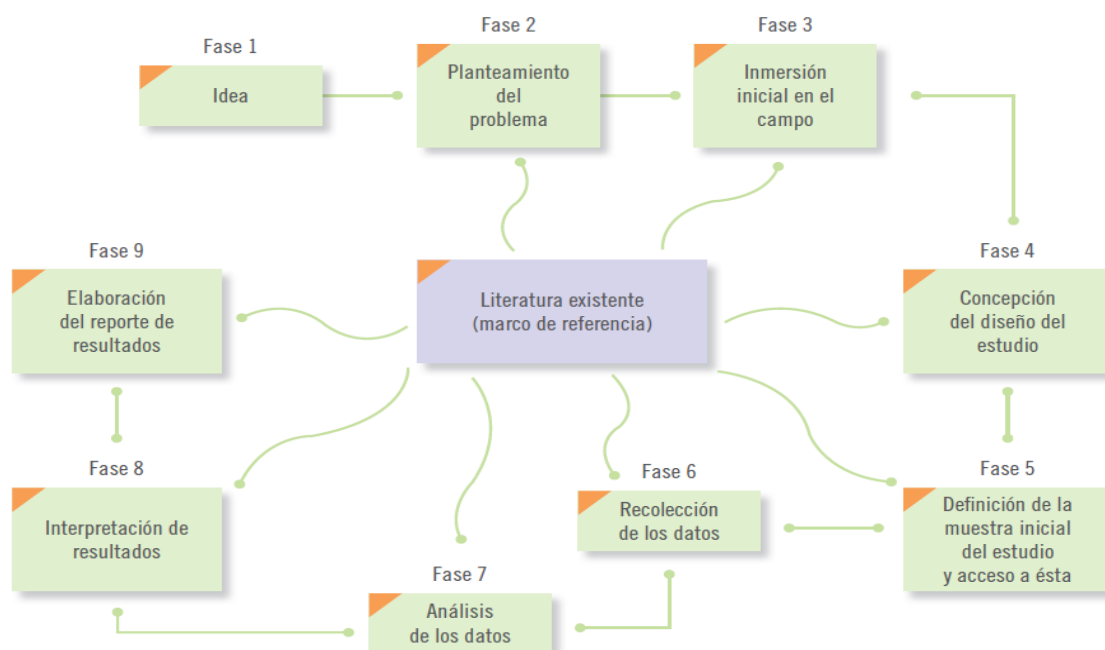 Fase 1
Idea
Fase 2
Planteamiento
del
problema
Fase 3
Inmersión
inicial en el
campo
Fase 4
Concepción
del diseño del
estudio
Fase 5
Definición de la
muestra inicial
del estudio
y acceso a ésta
Fase 6
Recolección
de los datos
Fase 7
Análisis
de los datos
Fase 8
Interpretación de
resultados
Fase 9
Elaboración
del reporte de
resultados
Literatura existente
(marco de referencia)